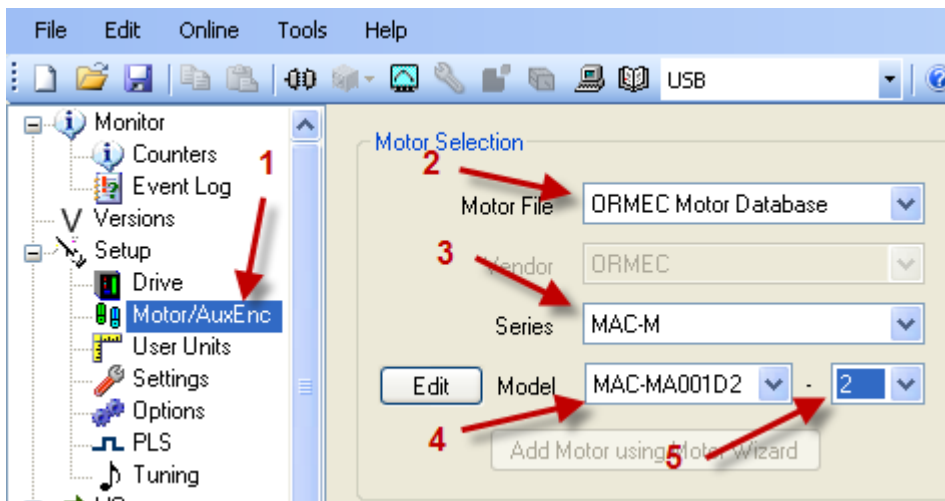 File Edit Online Tools Help
USB
Monitor
Counters
1
Event Log
Versions
Setup
Drive
Motor/AuxEnc
User Units
Settings
Options
PLS
Tuning
Motor Selection
2
Motor File ORMEC Motor Database
3
Vendor ORMEC
Series MAC-M
Edit Model MAC-MA001D2 - 2
4
5
Add Motor using Motor Wizard